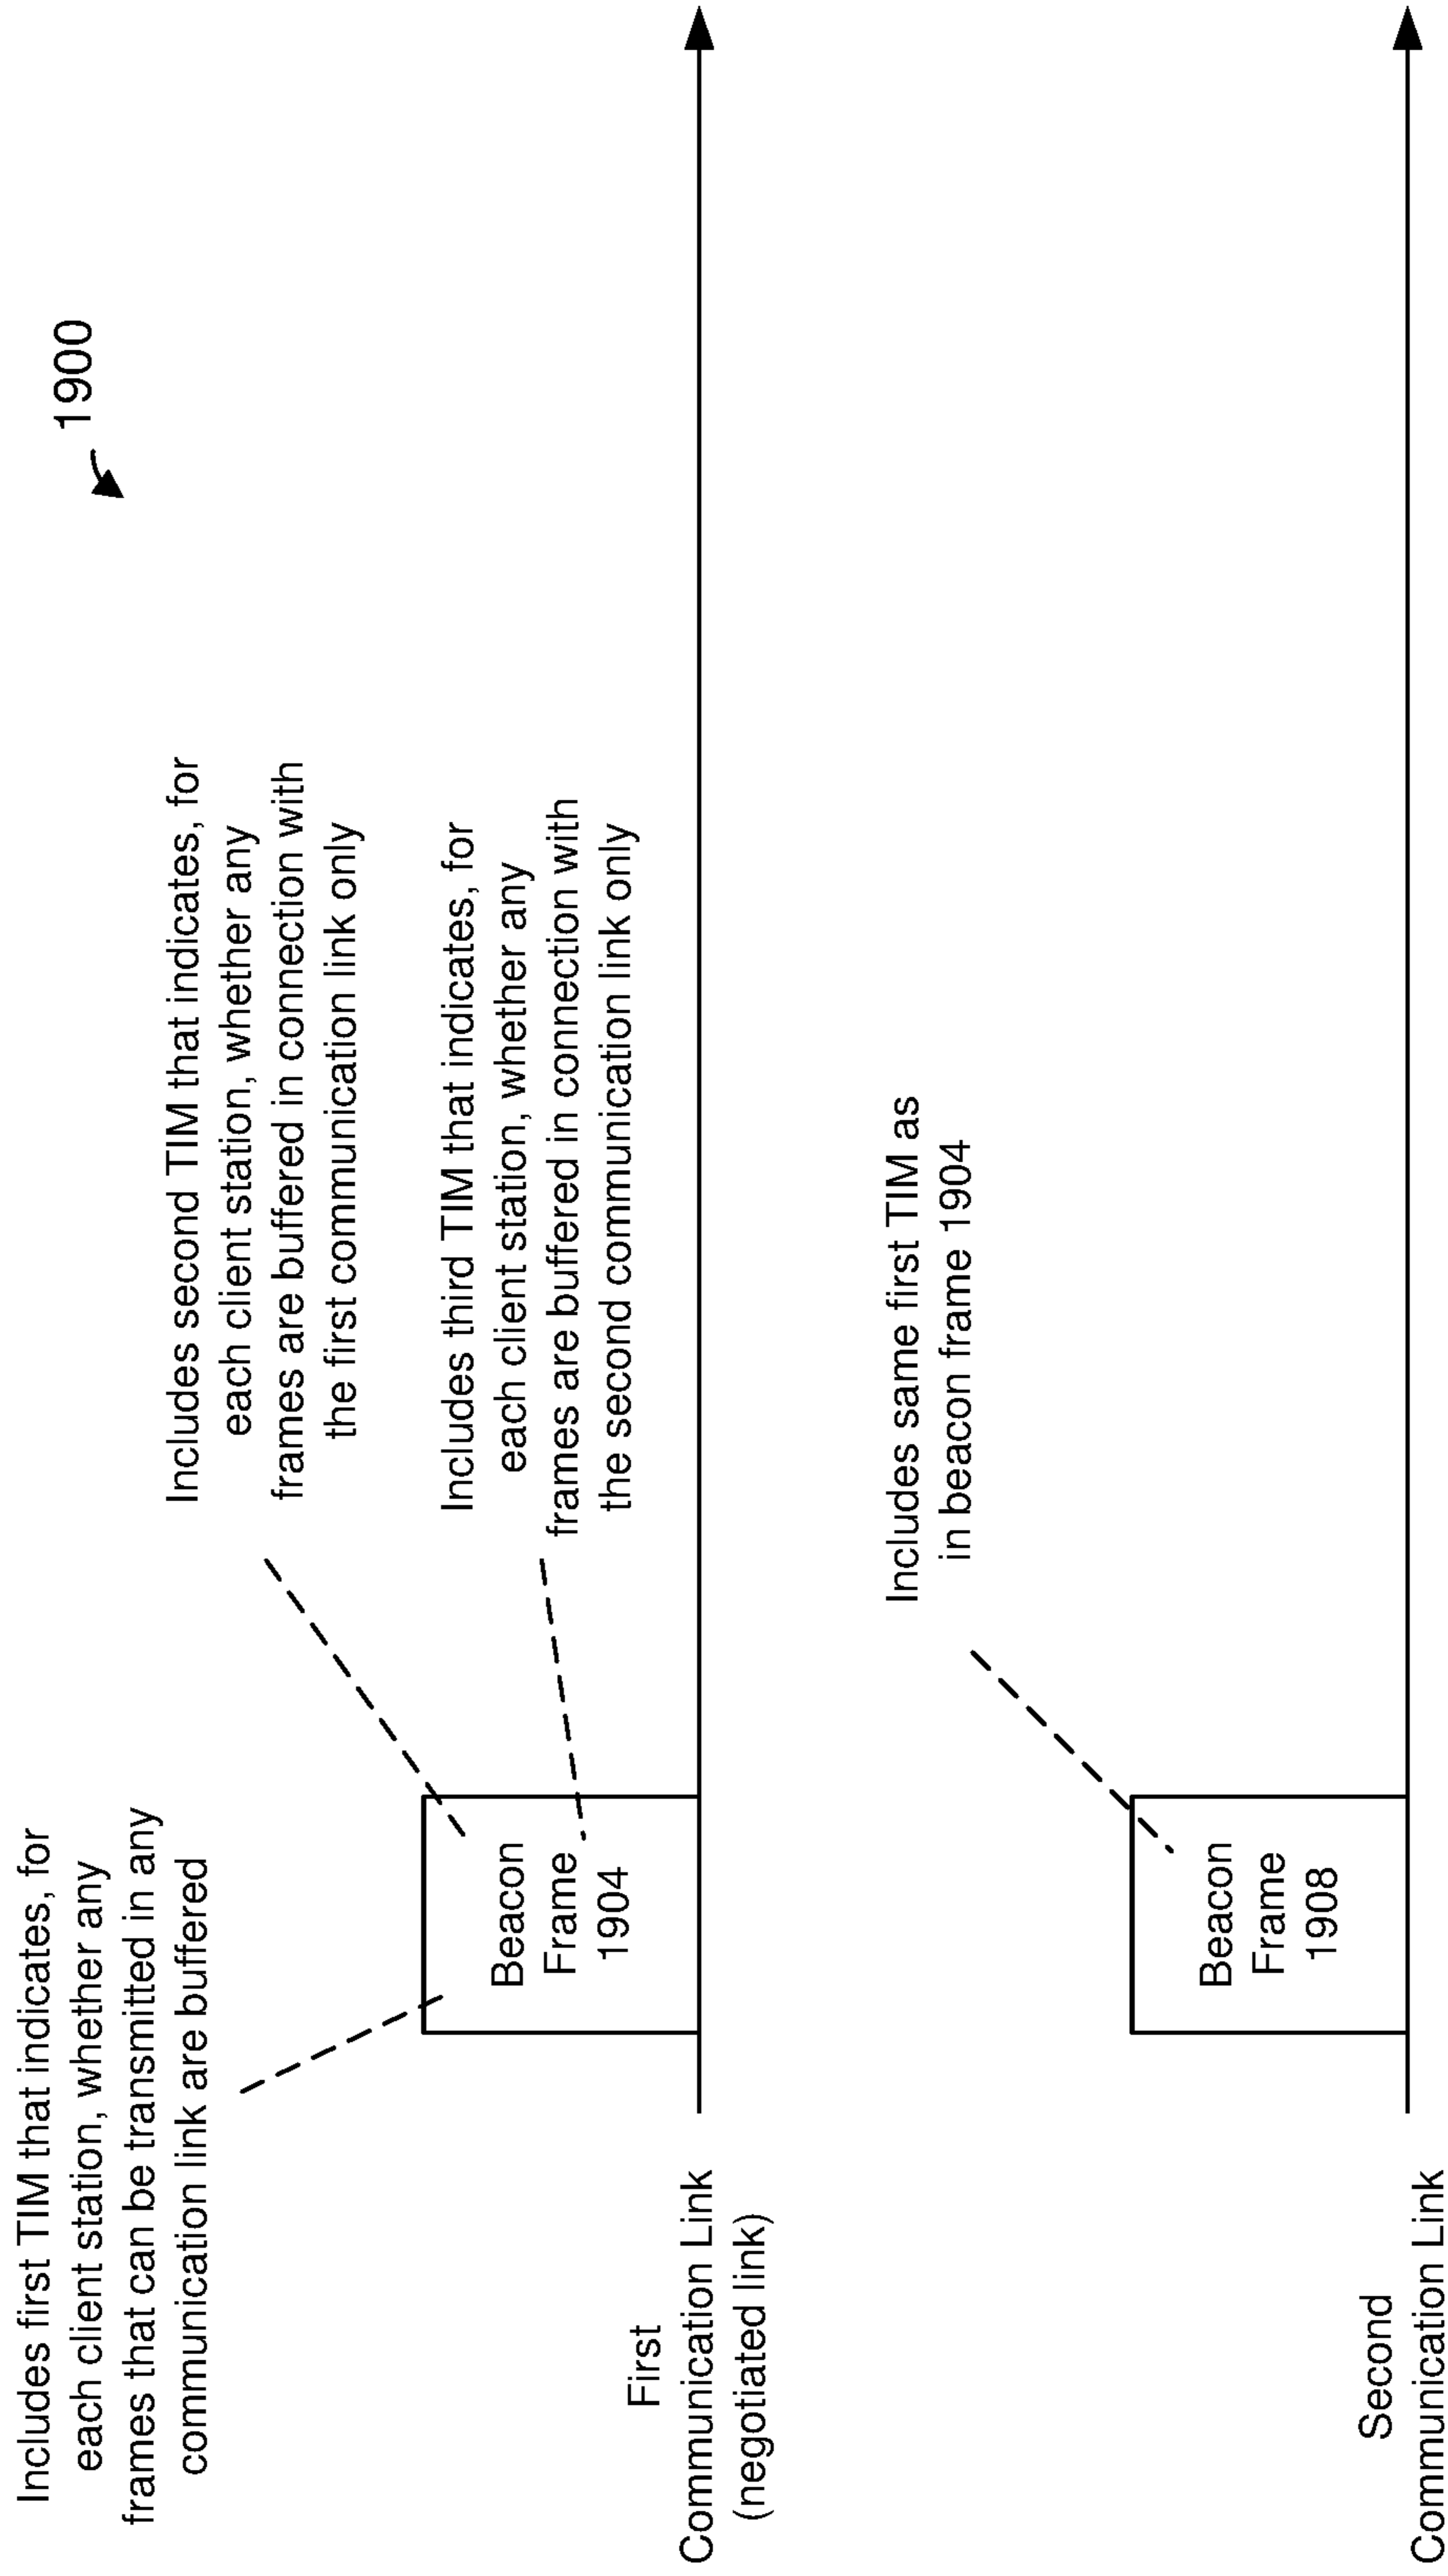 1900
Includes first TIM that indicates, for
each client station, whether any
frames that can be transmitted in any
communication link are buffered
Includes second TIM that indicates, for
each client station, whether any
frames are buffered in connection with
the first communication link only
Includes third TIM that indicates, for
each client station, whether any
frames are buffered in connection with
the second communication link only
Beacon
Frame
1904
First
Communication Link
(negotiated link)
Includes same first TIM as
in beacon frame 1904
Beacon
Frame
1908
Second
Communication Link